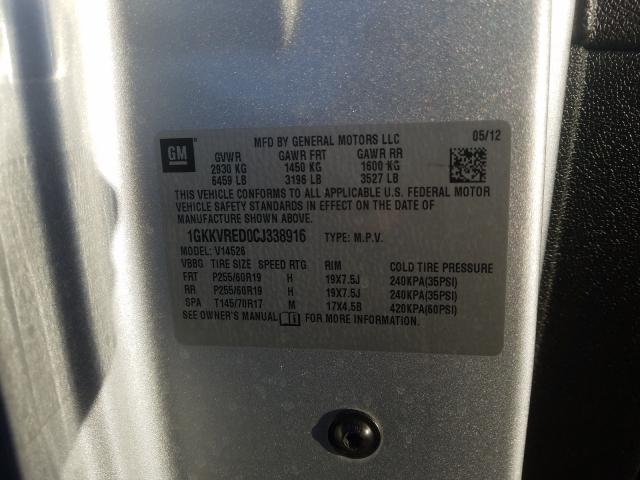 GM
MFD BY GENERAL MOTORS LLC 05/12
GVWR GAWR FRT GAWR RR
2930 KG 1450 KG 1600 KG
6459 LB 3196 LB 3527 LB
THIS VEHICLE CONFORMS TO ALL APPLICABLE U.S. FEDERAL MOTOR
VEHICLE SAFETY STANDARDS IN EFFECT ON THE DATE OF
MANUFACTURE SHOWN ABOVE.
1GKKVRED0CJ338916 TYPE: M.P.V.
MODEL: V14526
VBBG TIRE SIZE SPEED RTG RIM COLD TIRE PRESSURE
FRT P255/60R19 H 19X7.5J 240KPA(35PSI)
RR P255/60R19 H 19X7.5J 240KPA(35PSI)
SPA T145/70R17 M 17X4.5B 420KPA(60PSI)
SEE OWNER'S MANUAL FOR MORE INFORMATION.